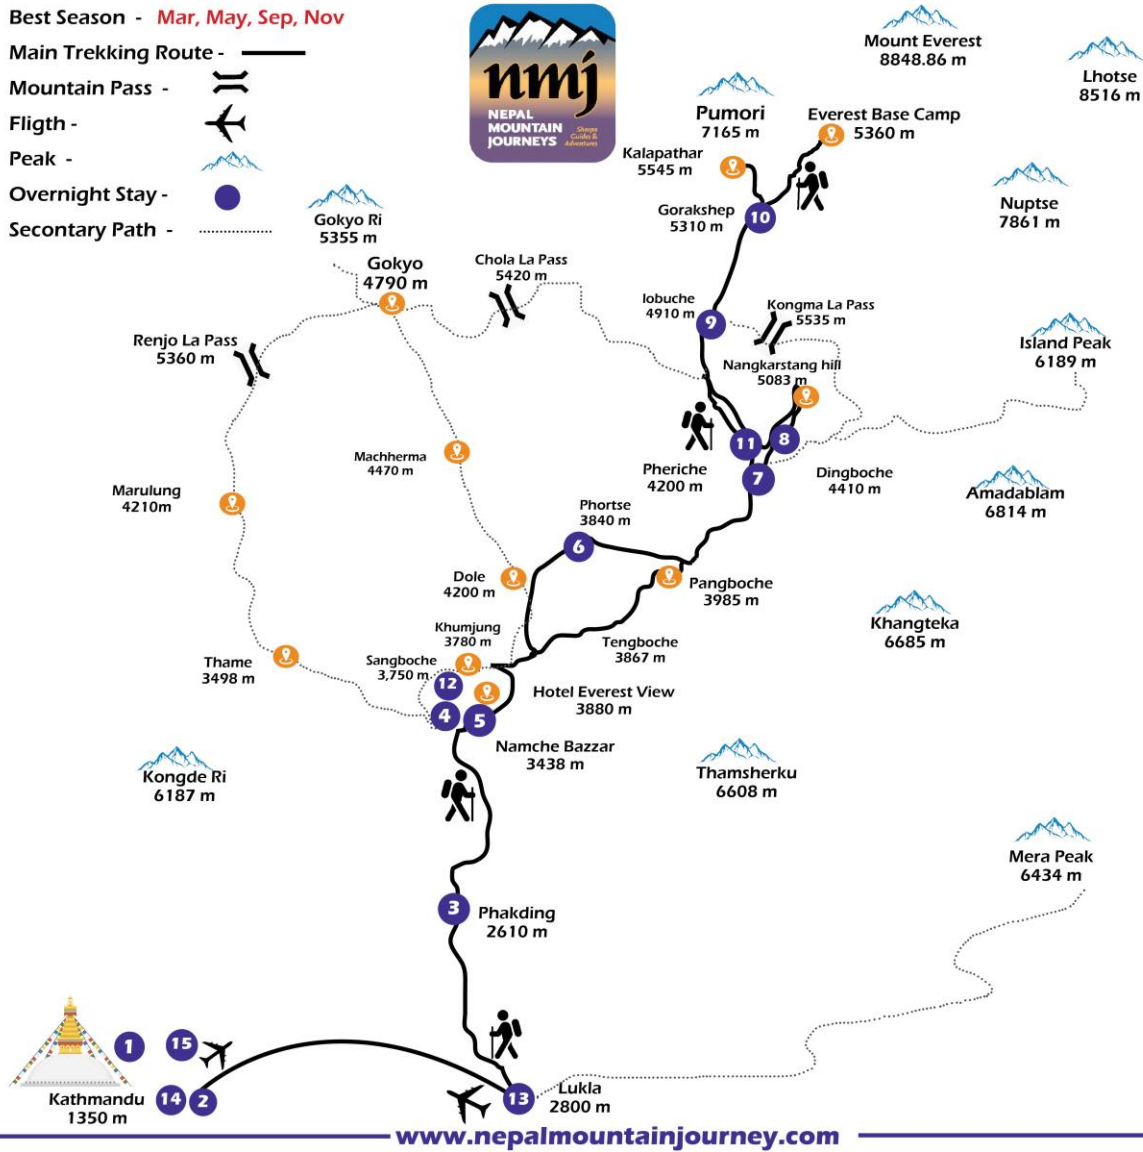 Best Season - Mar, May, Sep, Nov
Main Trekking Route -
Mountain Pass -
Fligth -
Peak -
Overnight Stay -
Secontary Path -
nmj
NEPAL
MOUNTAIN
JOURNEYS
Sherpa
Guides &
Adventures
Mount Everest
8848.86 m
Lhotse
8516 m
Pumori
7165 m
Everest Base Camp
5360 m
Kalapathar
5545 m
Nuptse
7861 m
Gorakshep
5310 m
10
Gokyo Ri
5355 m
Gokyo
4790 m
Chola La Pass
5420 m
lobuche
4910 m
9
Kongma La Pass
5535 m
Renjo La Pass
5360 m
Island Peak
6189 m
Nangkarstang hill
5083 m
11
8
7
Pheriche
4200 m
Dingboche
4410 m
Machherma
4470 m
Marulung
4210m
Amadablam
6814 m
Phortse
3840 m
6
Dole
4200 m
Pangboche
3985 m
Khangteka
6685 m
Khumjung
3780 m
Tengboche
3867 m
Thame
3498 m
Sangboche
3,750 m
12
Hotel Everest View
3880 m
4
5
Namche Bazzar
3438 m
Kongde Ri
6187 m
Thamsherku
6608 m
Mera Peak
6434 m
3
Phakding
2610 m
1
15
Kathmandu
1350 m
14
2
13
Lukla
2800 m
www.nepalmountainjourney.com